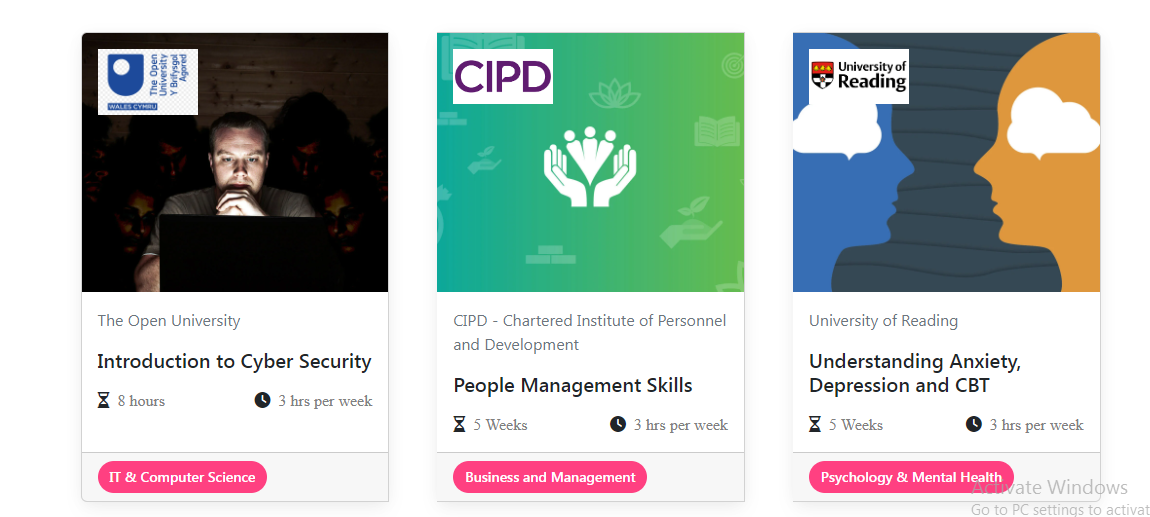 The Open
University
Y Brifysgol
Agored
WALES CYMRU
The Open University
Introduction to Cyber Security
8 hours
3 hrs per week
IT & Computer Science
CIPD
CIPD - Chartered Institute of Personnel
and Development
People Management Skills
5 Weeks
3 hrs per week
Business and Management
University of
Reading
University of Reading
Understanding Anxiety,
Depression and CBT
5 Weeks
3 hrs per week
Psychology & Mental Health
Activate Windows
Go to PC settings to activat